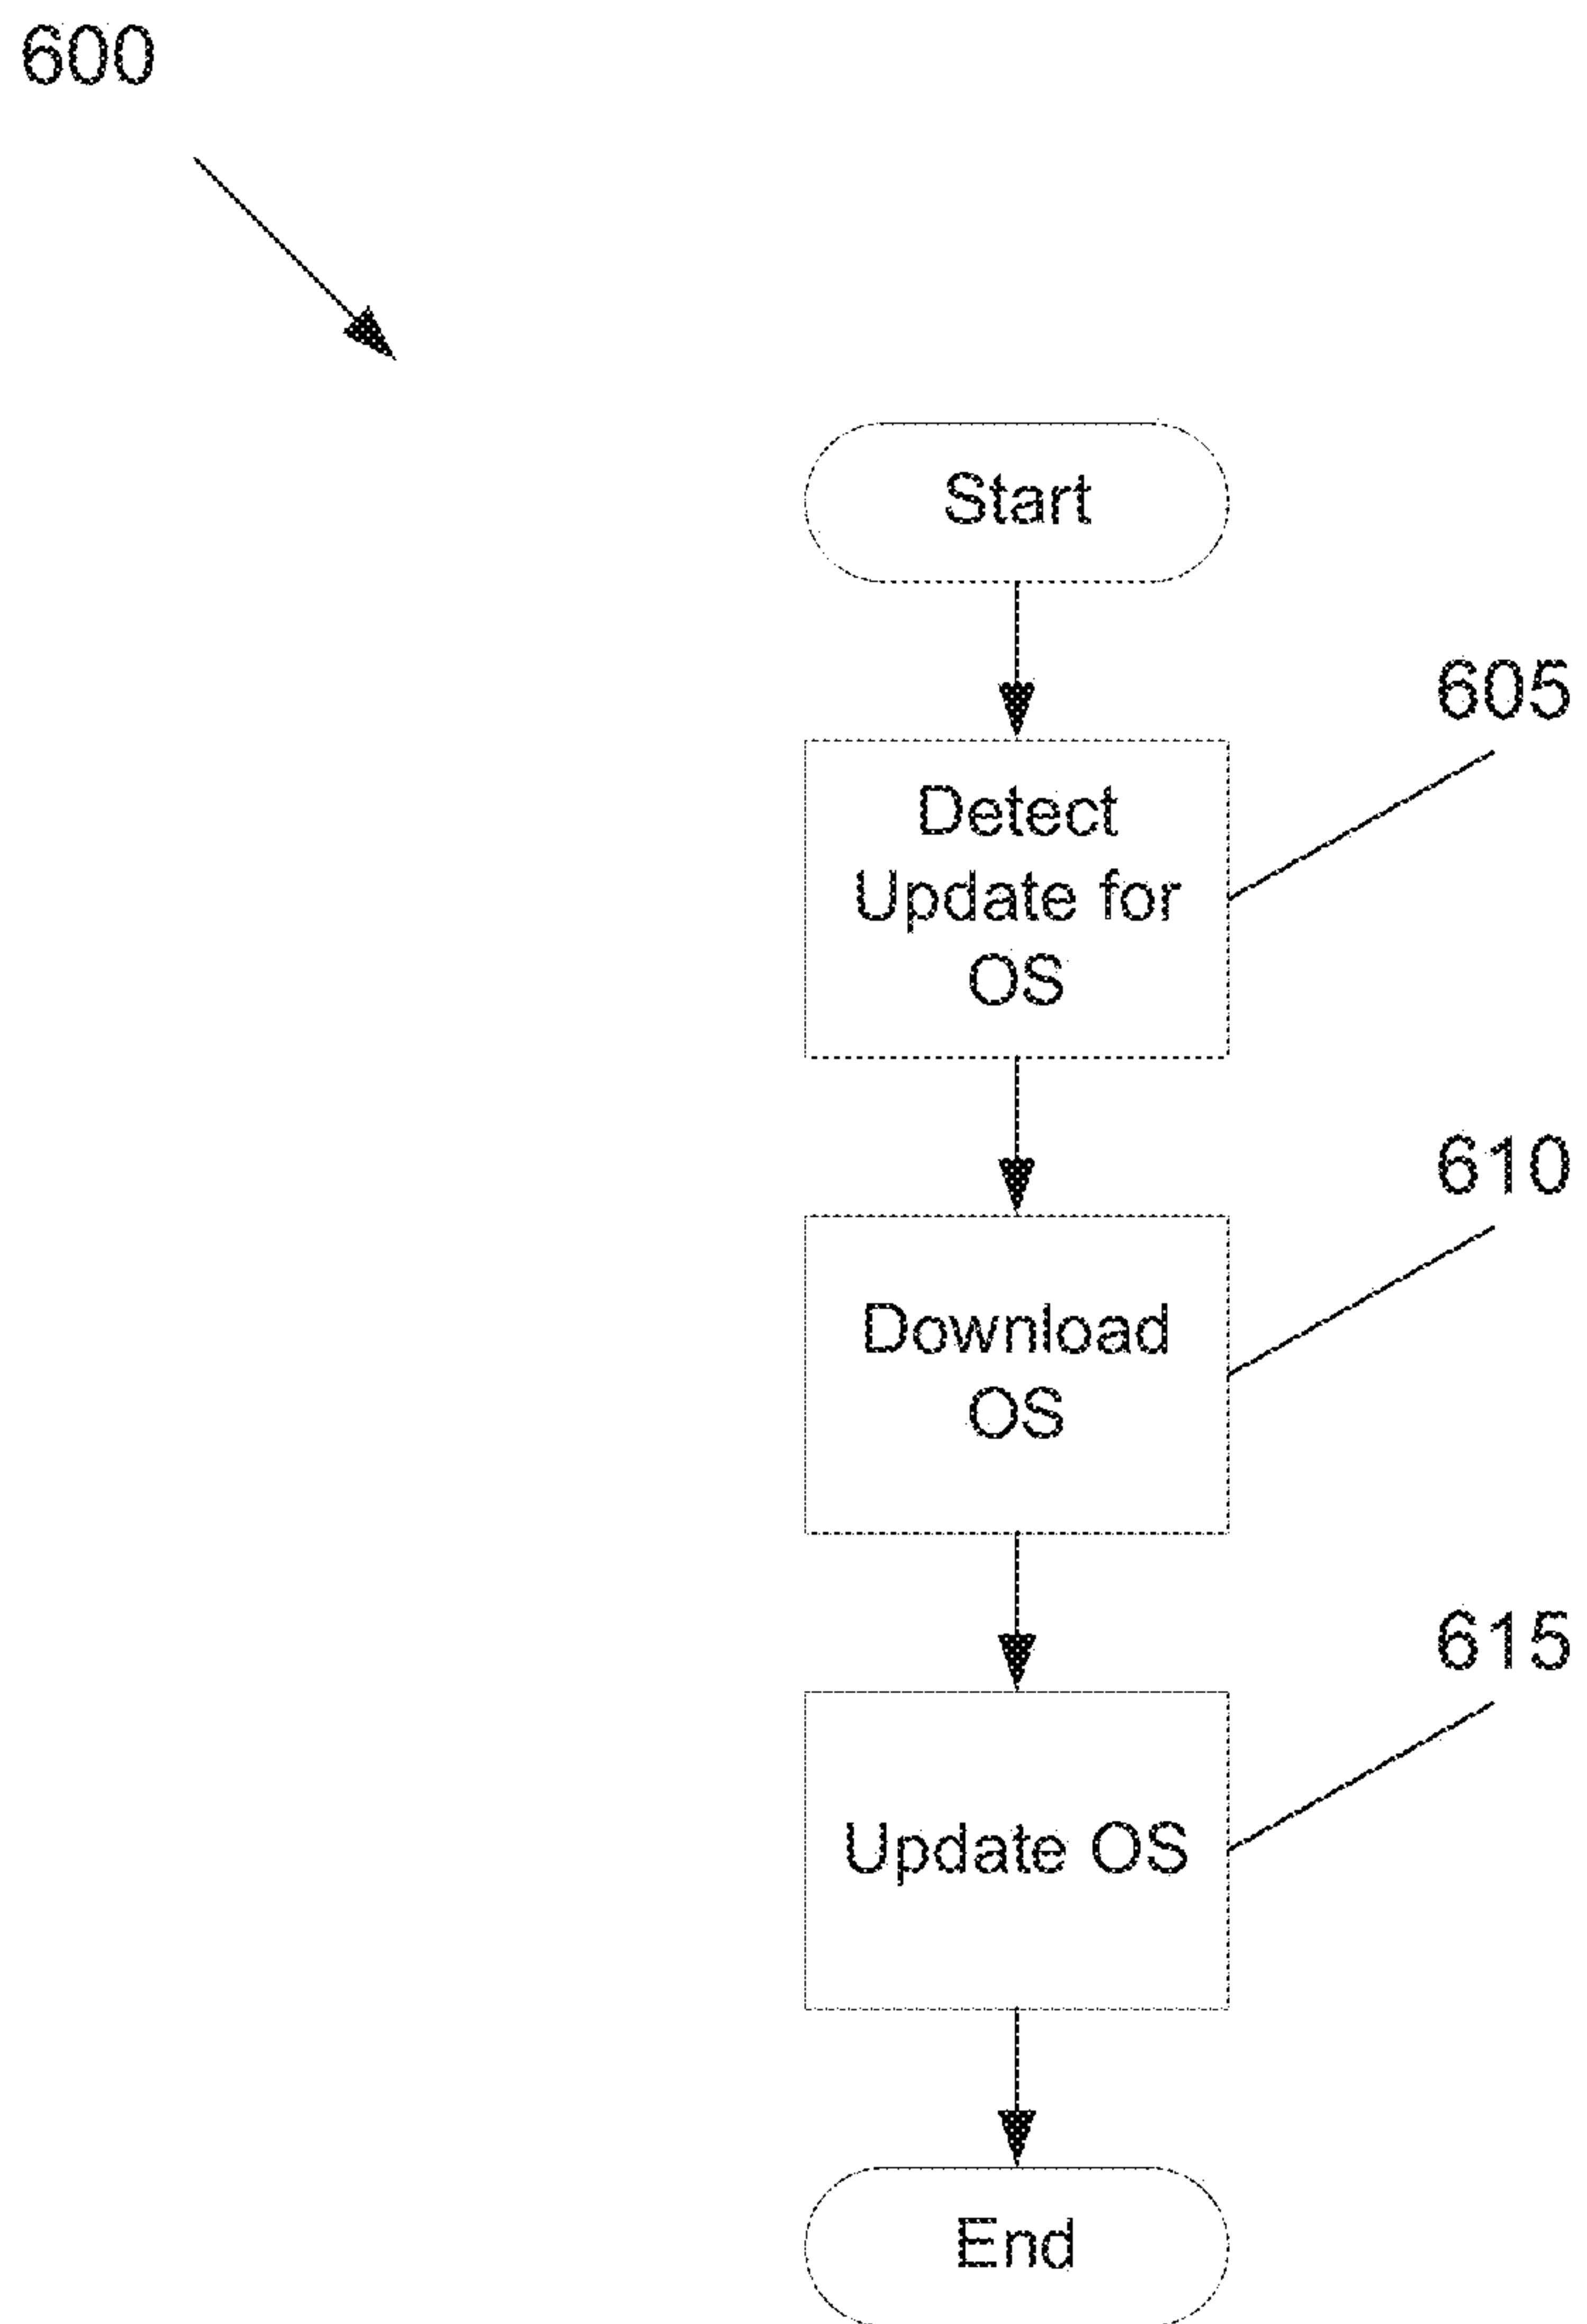 600
Start
605
Detect
Update for
OS
610
Download
OS
615
Update OS
End